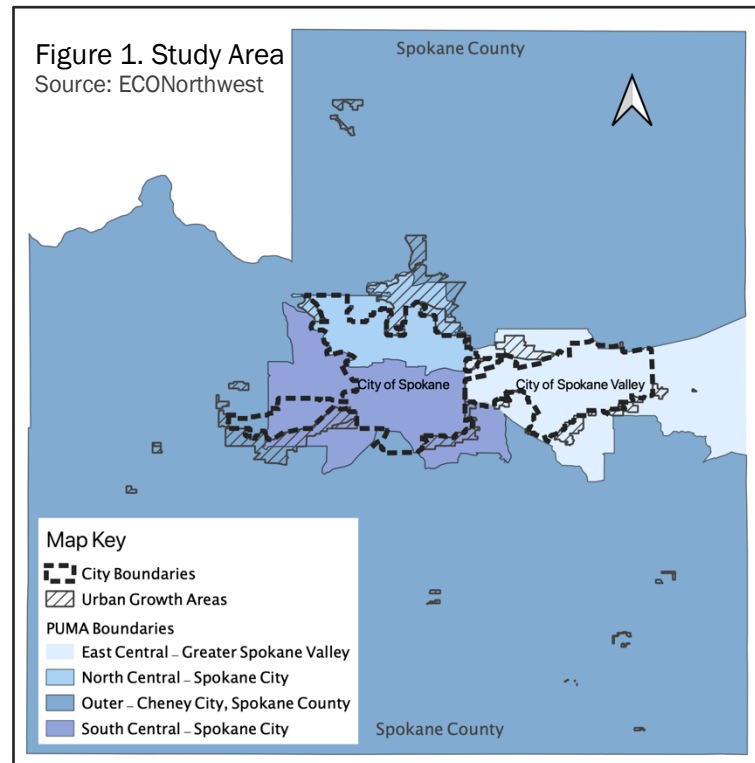 Figure 1. Study Area
Source: ECONorthwest
Spokane County
City of Spokane
City of Spokane Valley
Map Key
City Boundaries
Urban Growth Areas
PUMA Boundaries
East Central – Greater Spokane Valley
North Central – Spokane City
Outer – Cheney City, Spokane County
South Central – Spokane City
Spokane County